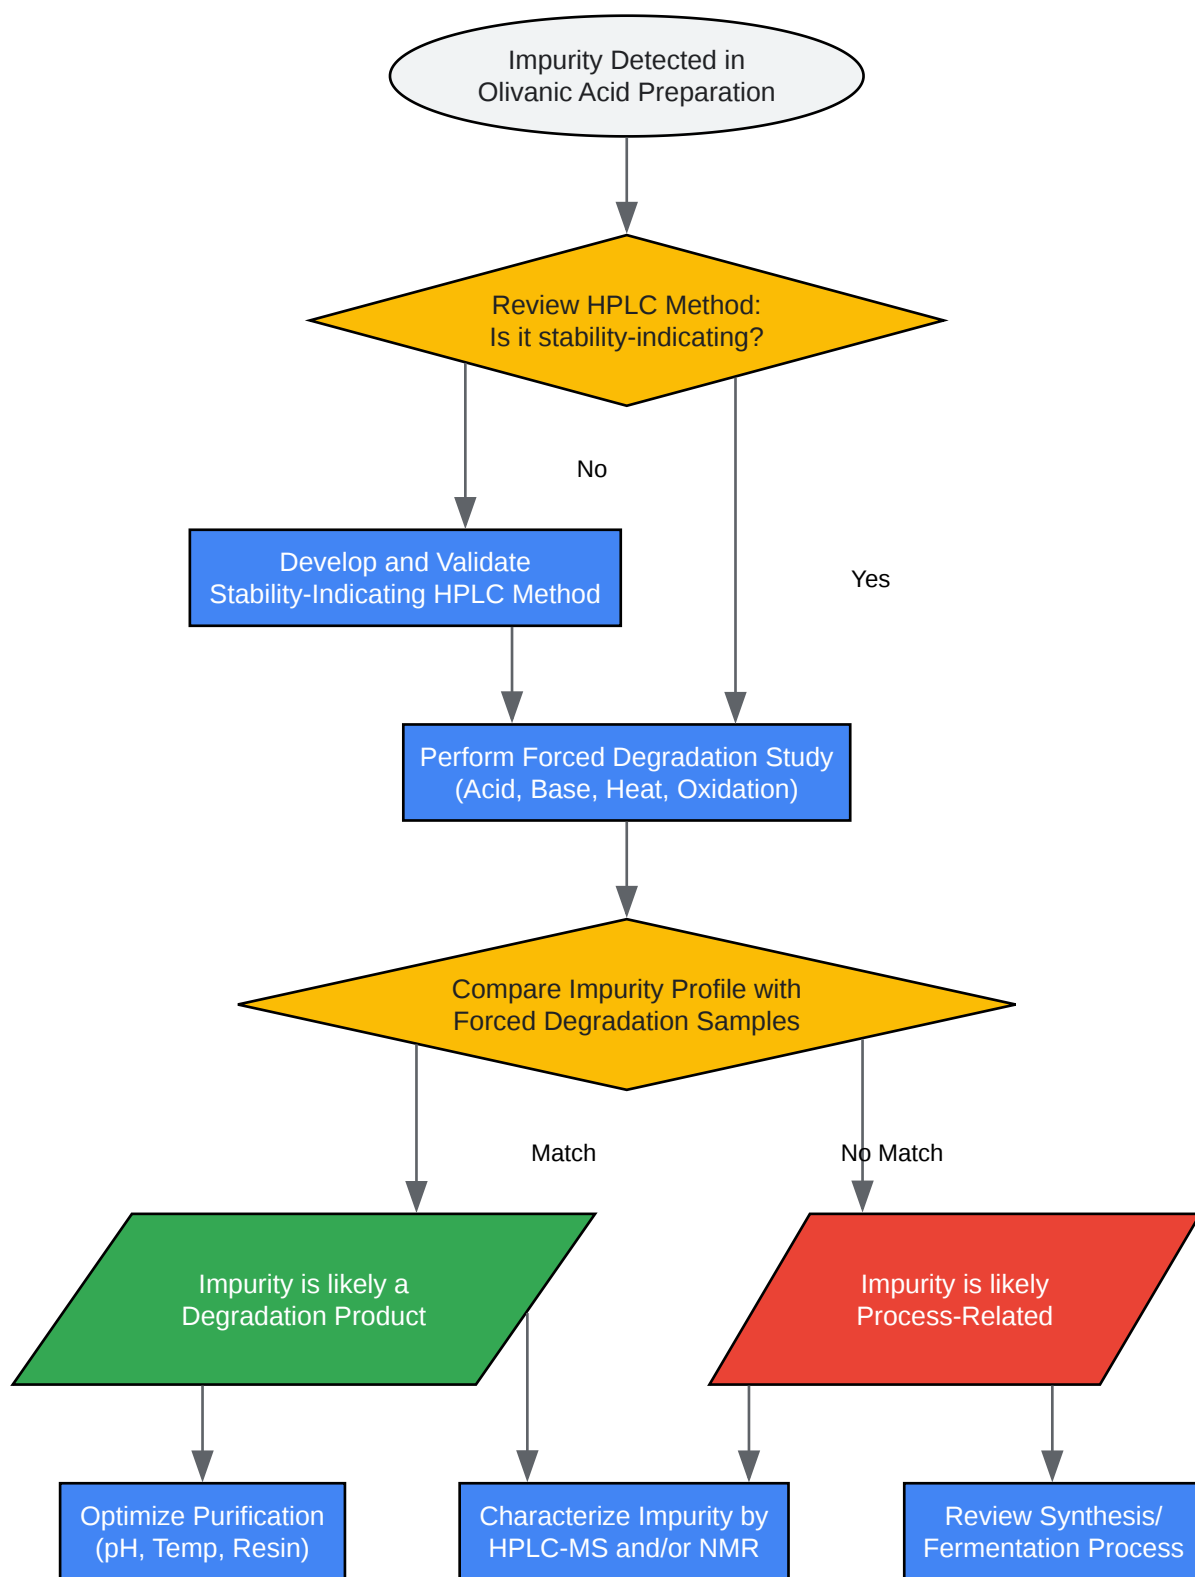 Impurity Detected in
Olivanic Acid Preparation
Review HPLC Method:
Is it stability-indicating?
No
Develop and Validate
Stability-Indicating HPLC Method
Yes
Perform Forced Degradation Study
(Acid, Base, Heat, Oxidation)
Compare Impurity Profile with
Forced Degradation Samples
Match
No Match
Impurity is likely a
Degradation Product
Impurity is likely
Process-Related
Optimize Purification
(pH, Temp, Resin)
Characterize Impurity by
HPLC-MS and/or NMR
Review Synthesis/
Fermentation Process